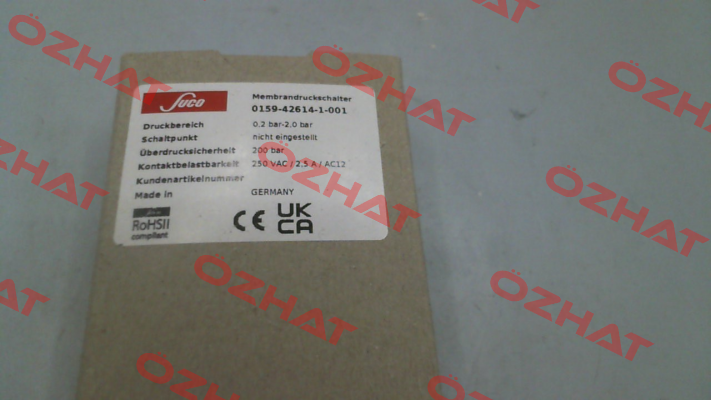 Suco
Membrandruckschalter
0159-42614-1-001
Druckbereich 0,2 bar-2,0 bar
Schaltpunkt nicht eingestellt
Überdrucksicherheit 200 bar
Kontaktbelastbarkeit 250 VAC / 2,5 A / AC12
Kundenartikelnummer
Made in GERMANY
RoHSII
compliant
CE
UK
CA
ÖZHAT
ÖZHAT
ÖZHAT
ÖZHAT
ÖZHAT
ÖZHAT
ÖZHAT
ÖZHAT
ÖZHAT
ÖZHAT